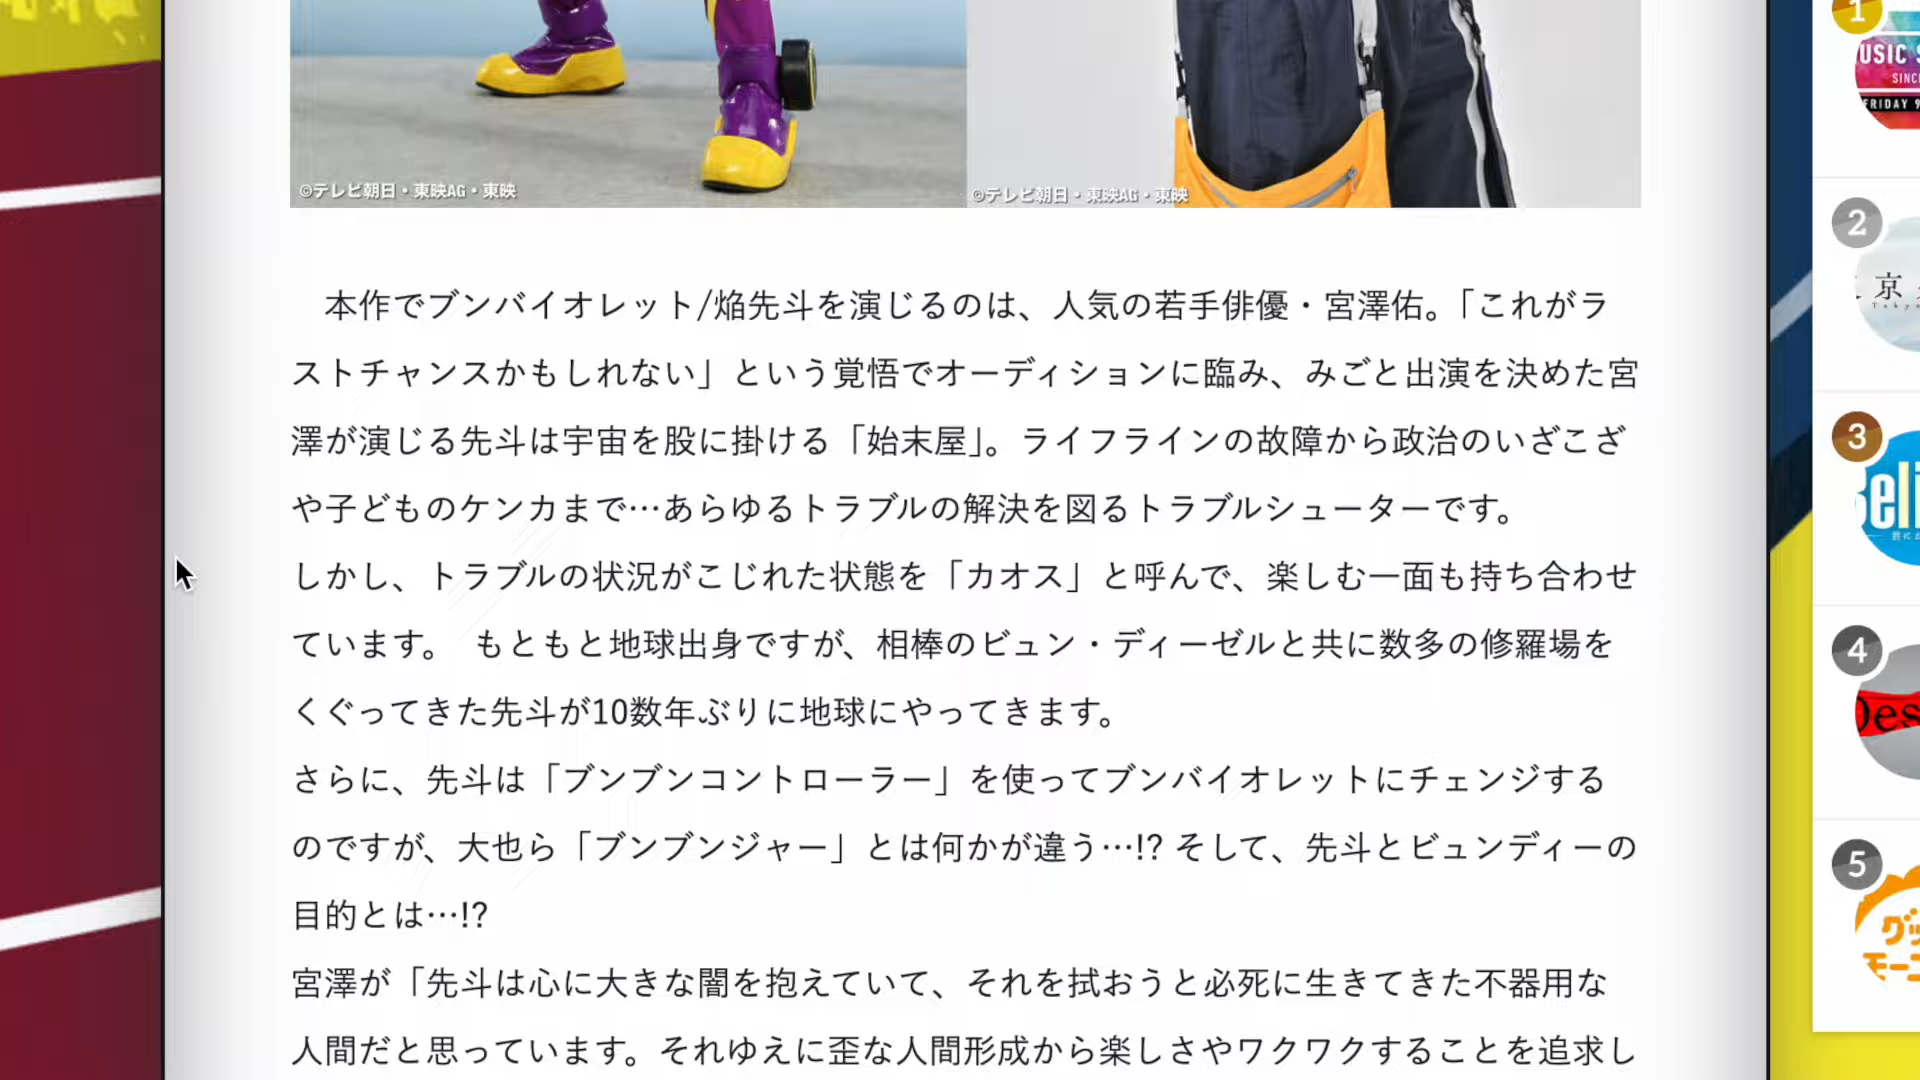 ©テレビ朝日・東映AG・東映
©テレビ朝日・東映AG・東映
本作でブンバイオレット/焔先斗を演じるのは、人気の若手俳優・宮澤佑。「これがラ
ストチャンスかもしれない」という覚悟でオーディションに臨み、みごと出演を決めた宮
澤が演じる先斗は宇宙を股に掛ける「始末屋」。ライフラインの故障から政治のいざこざ
や子どものケンカまで…あらゆるトラブルの解決を図るトラブルシューターです。
しかし、トラブルの状況がこじれた状態を「カオス」と呼んで、楽しむ一面も持ち合わせ
ています。 もともと地球出身ですが、相棒のビュン・ディーゼルと共に数多の修羅場を
くぐってきた先斗が10数年ぶりに地球にやってきます。
さらに、先斗は「ブンブンコントローラー」を使ってブンバイオレットにチェンジする
のですが、大也ら「ブンブンジャー」とは何かが違う…!? そして、先斗とビュンディーの
目的とは…!?
宮澤が「先斗は心に大きな闇を抱えていて、それを拭おうと必死に生きてきた不器用な
人間だと思っています。それゆえに歪な人間形成から楽しさやワクワクすることを追求し
1
USIC
SINC
FRIDAY 9
2
京
Tokyo
3
eli
4
Des
5
グッ
モーニ